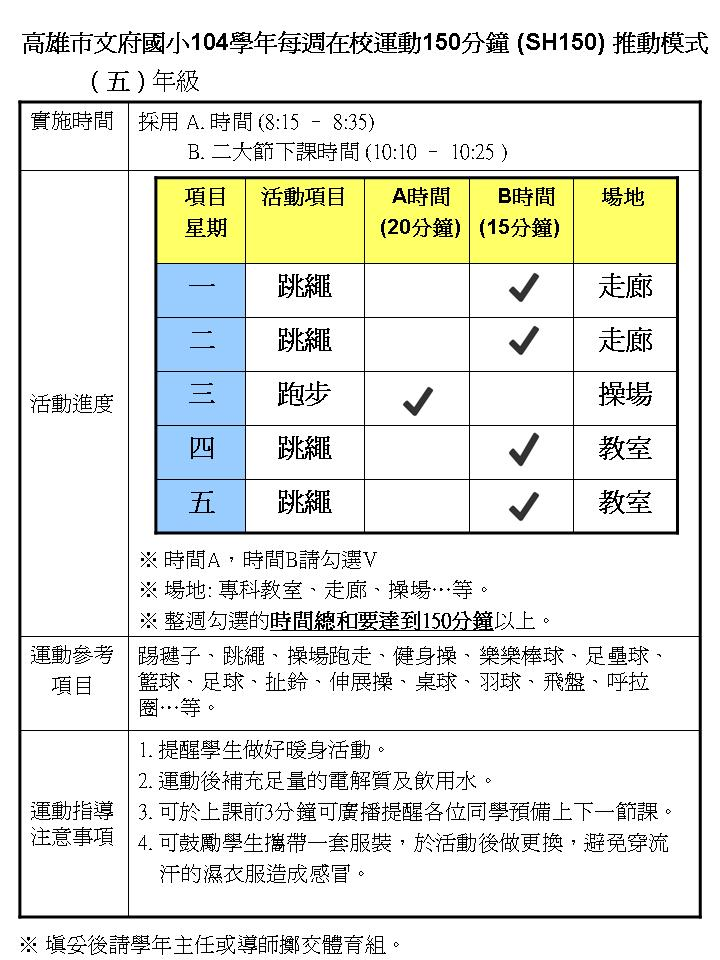 高雄市文府國小104學年每週在校運動150分鐘 (SH150) 推動模式
( 五 ) 年級
實施時間
採用 A. 時間 (8:15 – 8:35)
B. 二大節下課時間 (10:10 – 10:25 )
活動進度
項目 活動項目 A時間 B時間 場地
星期 (20分鐘) (15分鐘)
一 跳繩 ✔ 走廊
二 跳繩 ✔ 走廊
三 跑步 ✔ 操場
四 跳繩 ✔ 教室
五 跳繩 ✔ 教室
※ 時間A，時間B請勾選V
※ 場地: 專科教室、走廊、操場…等。
※ 整週勾選的時間總和要達到150分鐘以上。
運動參考
項目
踢毽子、跳繩、操場跑走、健身操、樂樂棒球、足壘球、
籃球、足球、扯鈴、伸展操、桌球、羽球、飛盤、呼拉
圈…等。
運動指導
注意事項
1. 提醒學生做好暖身活動。
2. 運動後補充足量的電解質及飲用水。
3. 可於上課前3分鐘可廣播提醒各位同學預備上下一節課。
4. 可鼓勵學生攜帶一套服裝，於活動後做更換，避免穿流
汗的濕衣服造成感冒。
※ 填妥後請學年主任或導師擲交體育組。